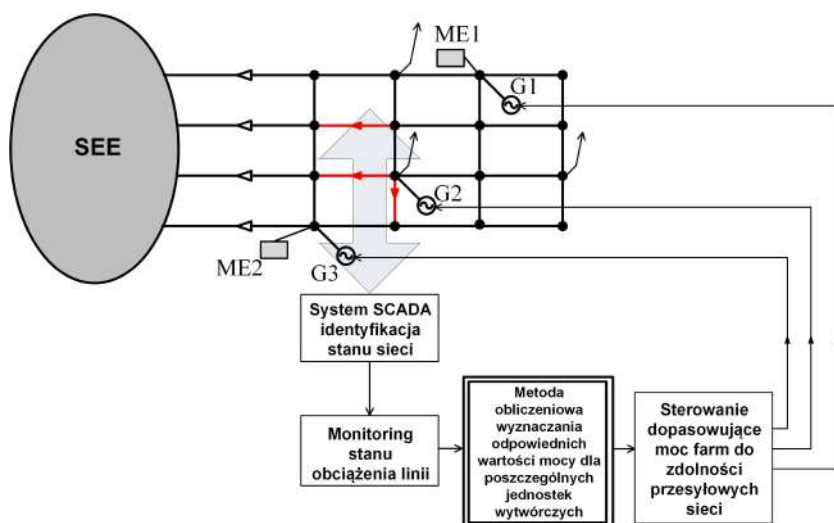 ME1
G1
SEE
G2
ME2
G3
System SCADA
identyfikacja
stanu sieci
Monitoring
stanu
obciążenia linii
Metoda
obliczeniowa
wyznaczania
odpowiednich
wartości mocy dla
poszczególnych
jednostek
wytwórczych
Sterowanie
dopasowujące
moc farm do
zdolności
przesyłowych
sieci